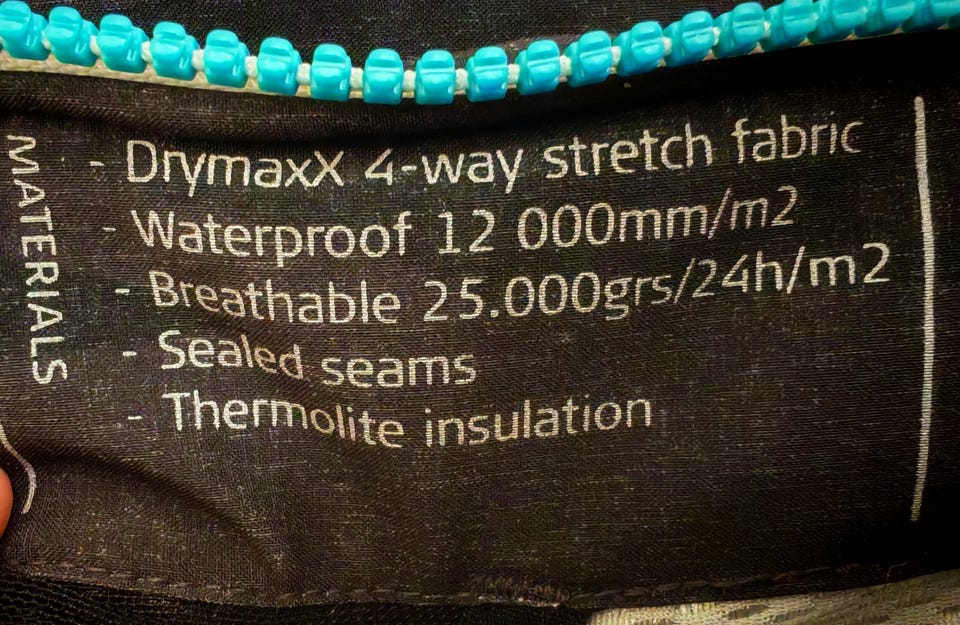 MATERIALS
- DrymaxX 4-way stretch fabric
- Waterproof 12 000mm/m2
- Breathable 25.000grs/24h/m2
- Sealed seams
- Thermolite insulation